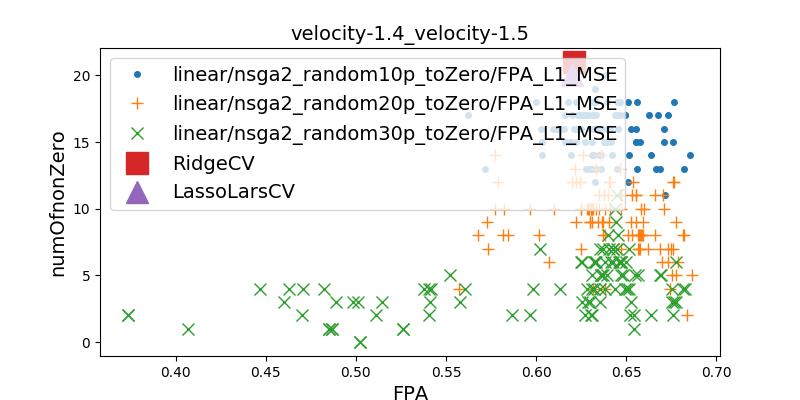 velocity-1.4_velocity-1.5
linear/nsga2_random10p_toZero/FPA_L1_MSE
linear/nsga2_random20p_toZero/FPA_L1_MSE
linear/nsga2_random30p_toZero/FPA_L1_MSE
RidgeCV
LassoLarsCV
numOfnonZero
20
15
10
5
0
0.40
0.45
0.50
0.55
0.60
0.65
0.70
FPA